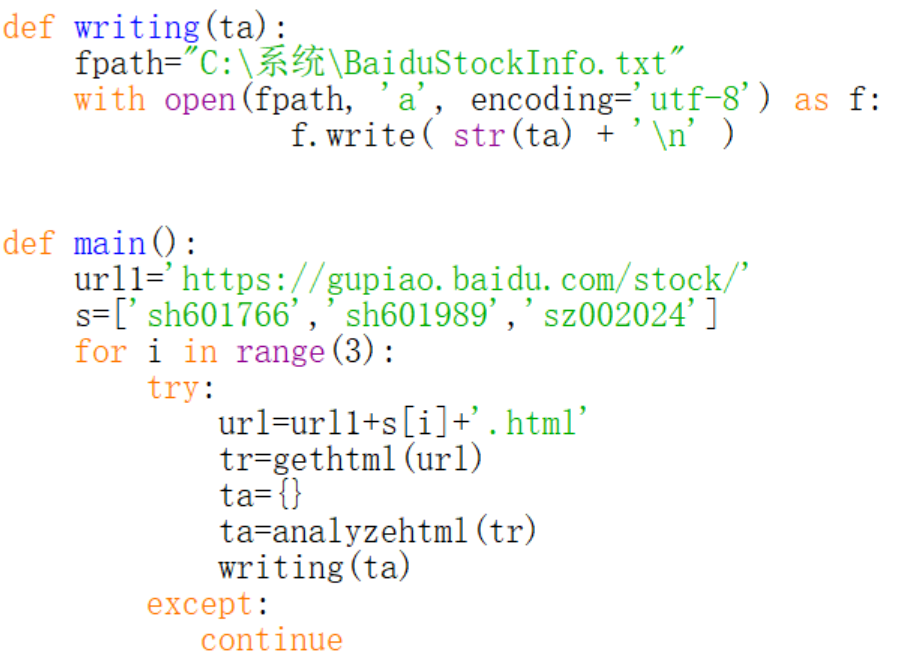 def writing(ta):
    fpath="C:\系统\BaiduStockInfo.txt"
    with open(fpath, 'a', encoding='utf-8') as f:
            f.write( str(ta) + '\n' )
def main():
    url1='https://gupiao.baidu.com/stock/'
    s=['sh601766','sh601989','sz002024']
    for i in range(3):
        try:
            url=url1+s[i]+'.html'
            tr=gethtml(url)
            ta={}
            ta=analyzehtml(tr)
            writing(ta)
        except:
           continue